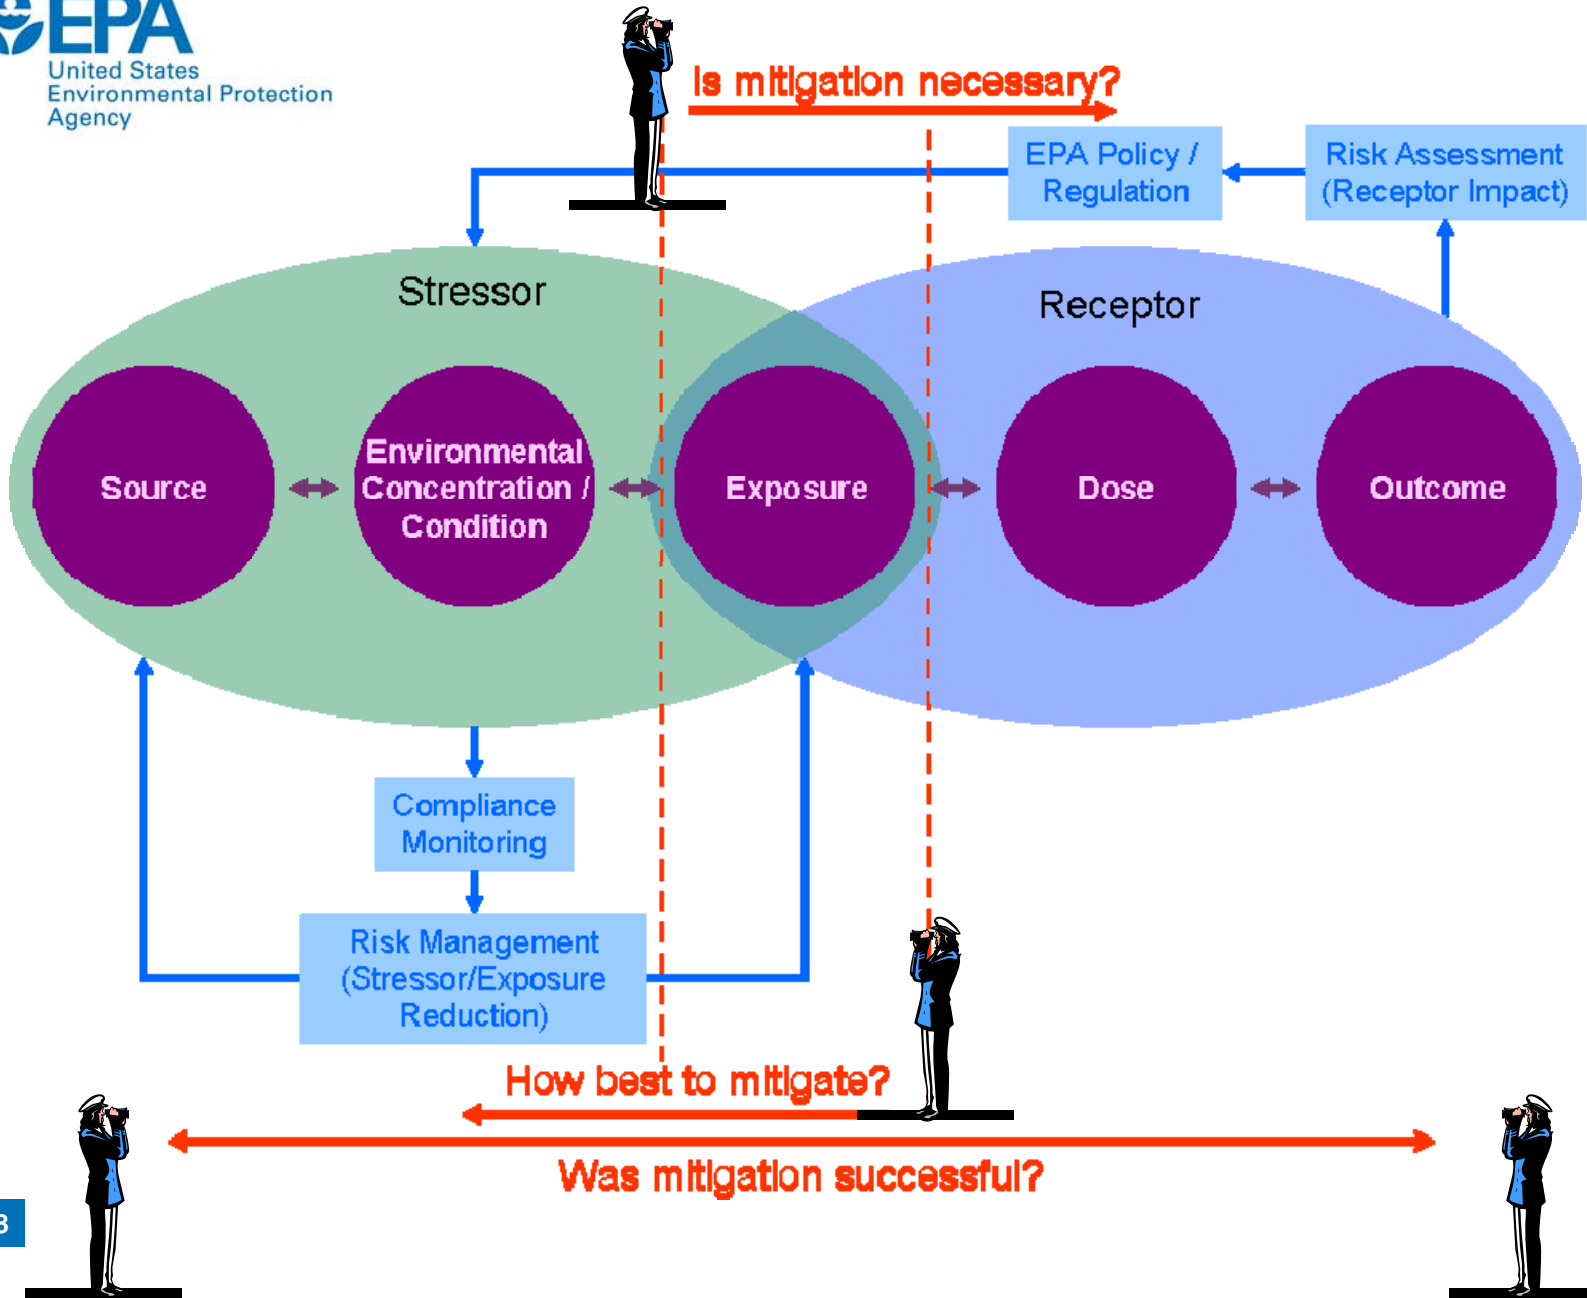 EPA
United States
Environmental Protection
Agency
Is mitigation necessary?
EPA Policy /
Regulation
Risk Assessment
(Receptor Impact)
Stressor
Receptor
Source
Environmental
Concentration /
Condition
Exposure
Dose
Outcome
Compliance
Monitoring
Risk Management
(Stressor/Exposure
Reduction)
How best to mitigate?
Was mitigation successful?